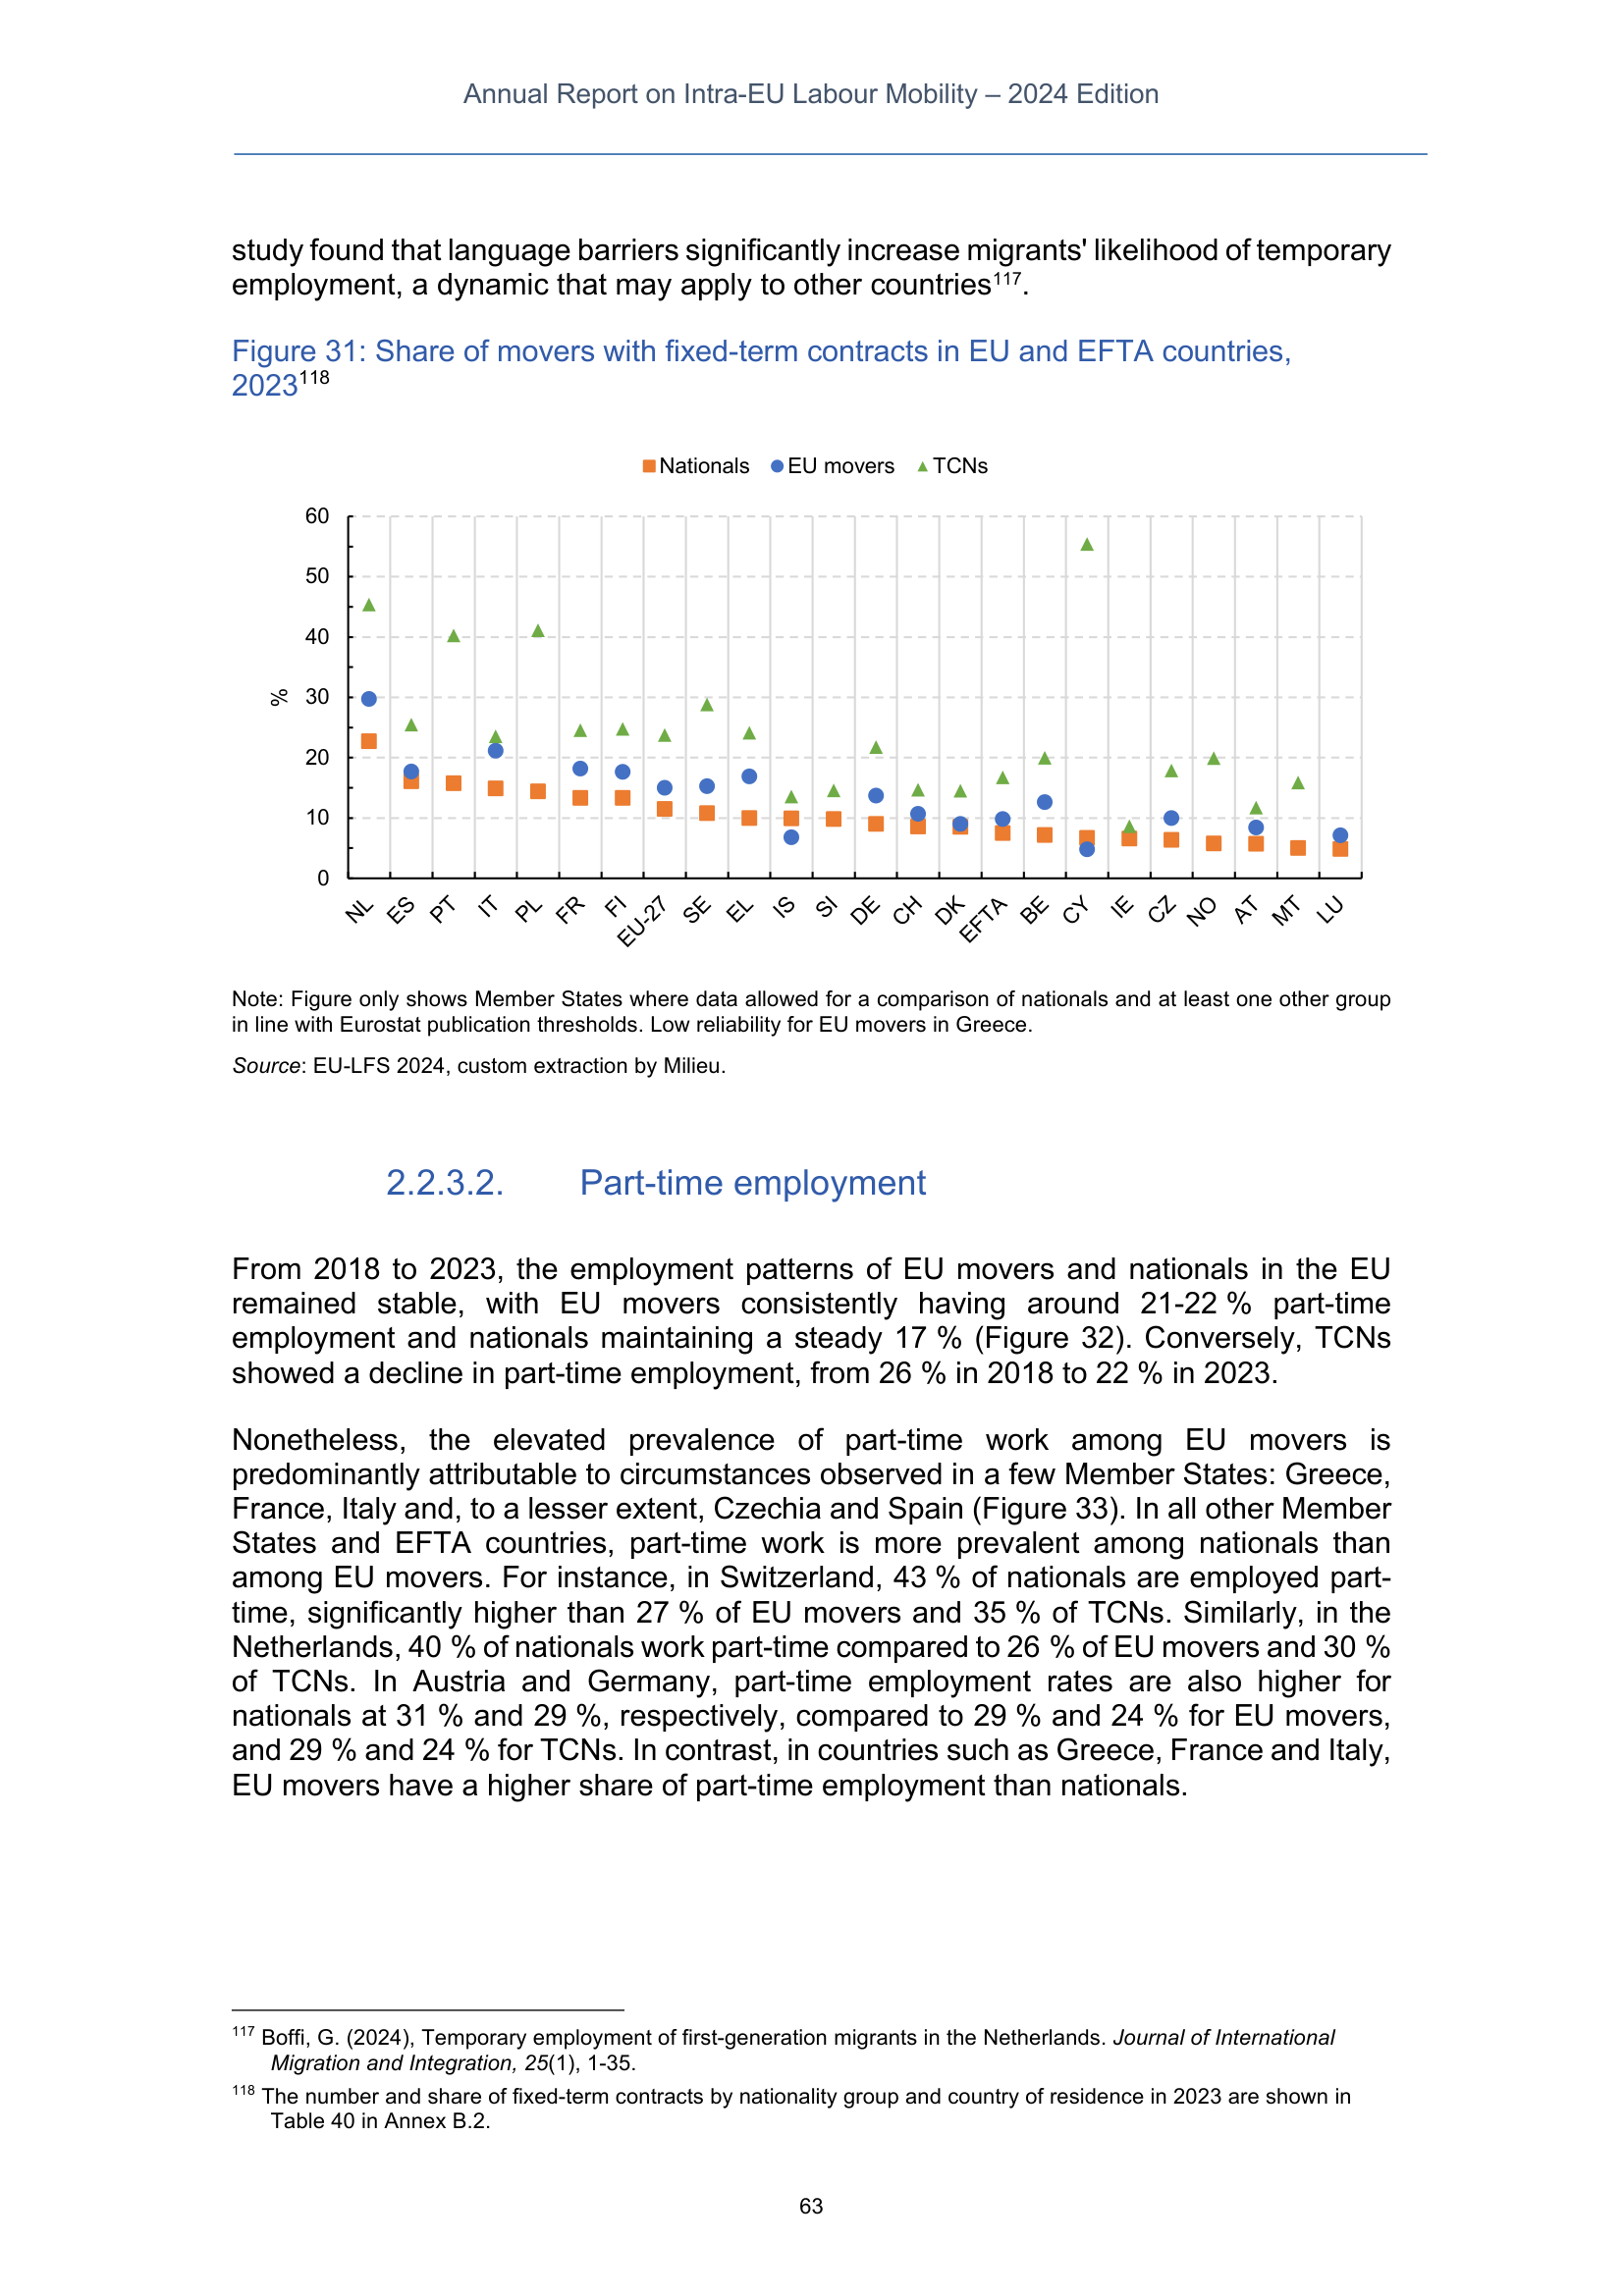 Annual Report on Intra-EU Labour Mobility – 2024 Edition
study found that language barriers significantly increase migrants' likelihood of temporary
employment, a dynamic that may apply to other countries117.
Figure 31: Share of movers with fixed-term contracts in EU and EFTA countries,
2023118
Nationals EU movers TCNs
60
50
40
30
20
10
0
%
NL ES PT IT PL FR FI EU-27 SE EL IS SI DE CH DK EFTA BE CY IE CZ NO AT MT LU
Note: Figure only shows Member States where data allowed for a comparison of nationals and at least one other group
in line with Eurostat publication thresholds. Low reliability for EU movers in Greece.
Source: EU-LFS 2024, custom extraction by Milieu.
2.2.3.2. Part-time employment
From 2018 to 2023, the employment patterns of EU movers and nationals in the EU
remained stable, with EU movers consistently having around 21-22 % part-time
employment and nationals maintaining a steady 17 % (Figure 32). Conversely, TCNs
showed a decline in part-time employment, from 26 % in 2018 to 22 % in 2023.
Nonetheless, the elevated prevalence of part-time work among EU movers is
predominantly attributable to circumstances observed in a few Member States: Greece,
France, Italy and, to a lesser extent, Czechia and Spain (Figure 33). In all other Member
States and EFTA countries, part-time work is more prevalent among nationals than
among EU movers. For instance, in Switzerland, 43 % of nationals are employed part-
time, significantly higher than 27 % of EU movers and 35 % of TCNs. Similarly, in the
Netherlands, 40 % of nationals work part-time compared to 26 % of EU movers and 30 %
of TCNs. In Austria and Germany, part-time employment rates are also higher for
nationals at 31 % and 29 %, respectively, compared to 29 % and 24 % for EU movers,
and 29 % and 24 % for TCNs. In contrast, in countries such as Greece, France and Italy,
EU movers have a higher share of part-time employment than nationals.
117 Boffi, G. (2024), Temporary employment of first-generation migrants in the Netherlands. Journal of International
Migration and Integration, 25(1), 1-35.
118 The number and share of fixed-term contracts by nationality group and country of residence in 2023 are shown in
Table 40 in Annex B.2.
63